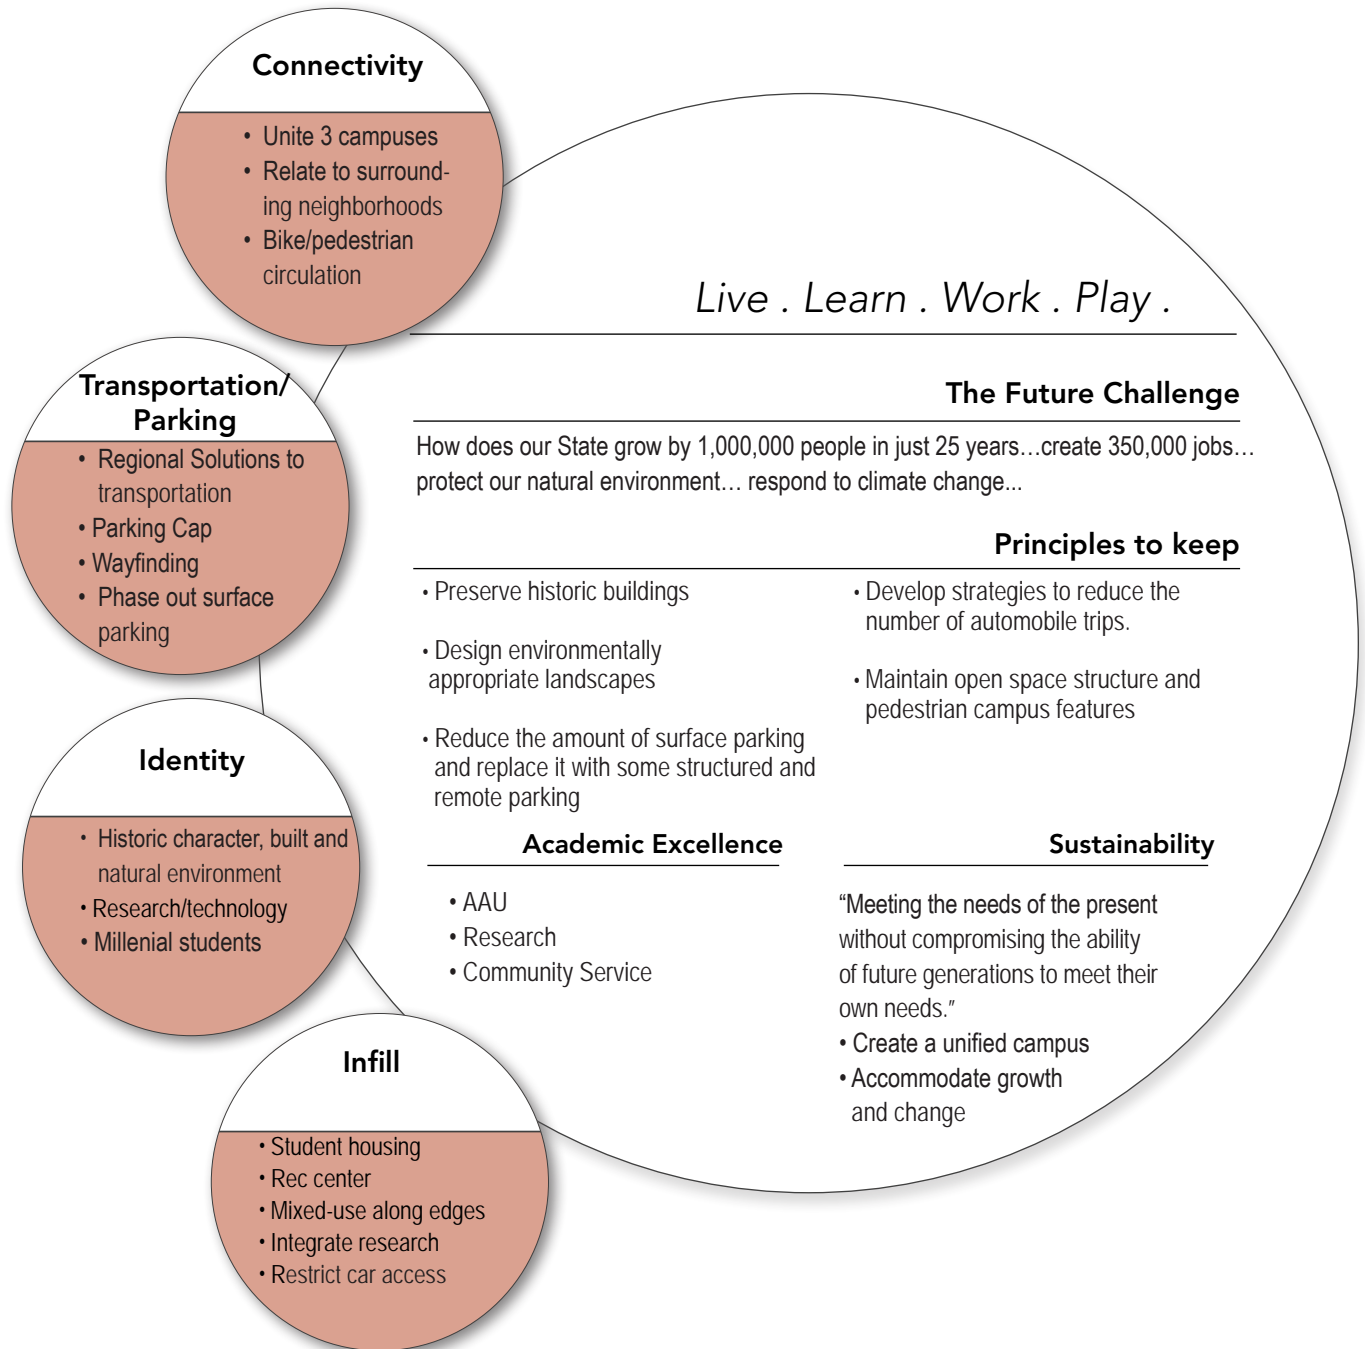 Connectivity
• Unite 3 campuses
• Relate to surround-
ing neighborhoods
• Bike/pedestrian
circulation
Transportation/
Parking
• Regional Solutions to
transportation
• Parking Cap
• Wayfinding
• Phase out surface
parking
Identity
• Historic character, built and
natural environment
• Research/technology
• Millenial students
Infill
• Student housing
• Rec center
• Mixed-use along edges
• Integrate research
• Restrict car access
Live . Learn . Work . Play .
The Future Challenge
How does our State grow by 1,000,000 people in just 25 years…create 350,000 jobs…
protect our natural environment… respond to climate change...
Principles to keep
• Preserve historic buildings
• Design environmentally
appropriate landscapes
• Reduce the amount of surface parking
and replace it with some structured and
remote parking
• Develop strategies to reduce the
number of automobile trips.
• Maintain open space structure and
pedestrian campus features
Academic Excellence
• AAU
• Research
• Community Service
Sustainability
“Meeting the needs of the present
without compromising the ability
of future generations to meet their
own needs.”
• Create a unified campus
• Accommodate growth
and change